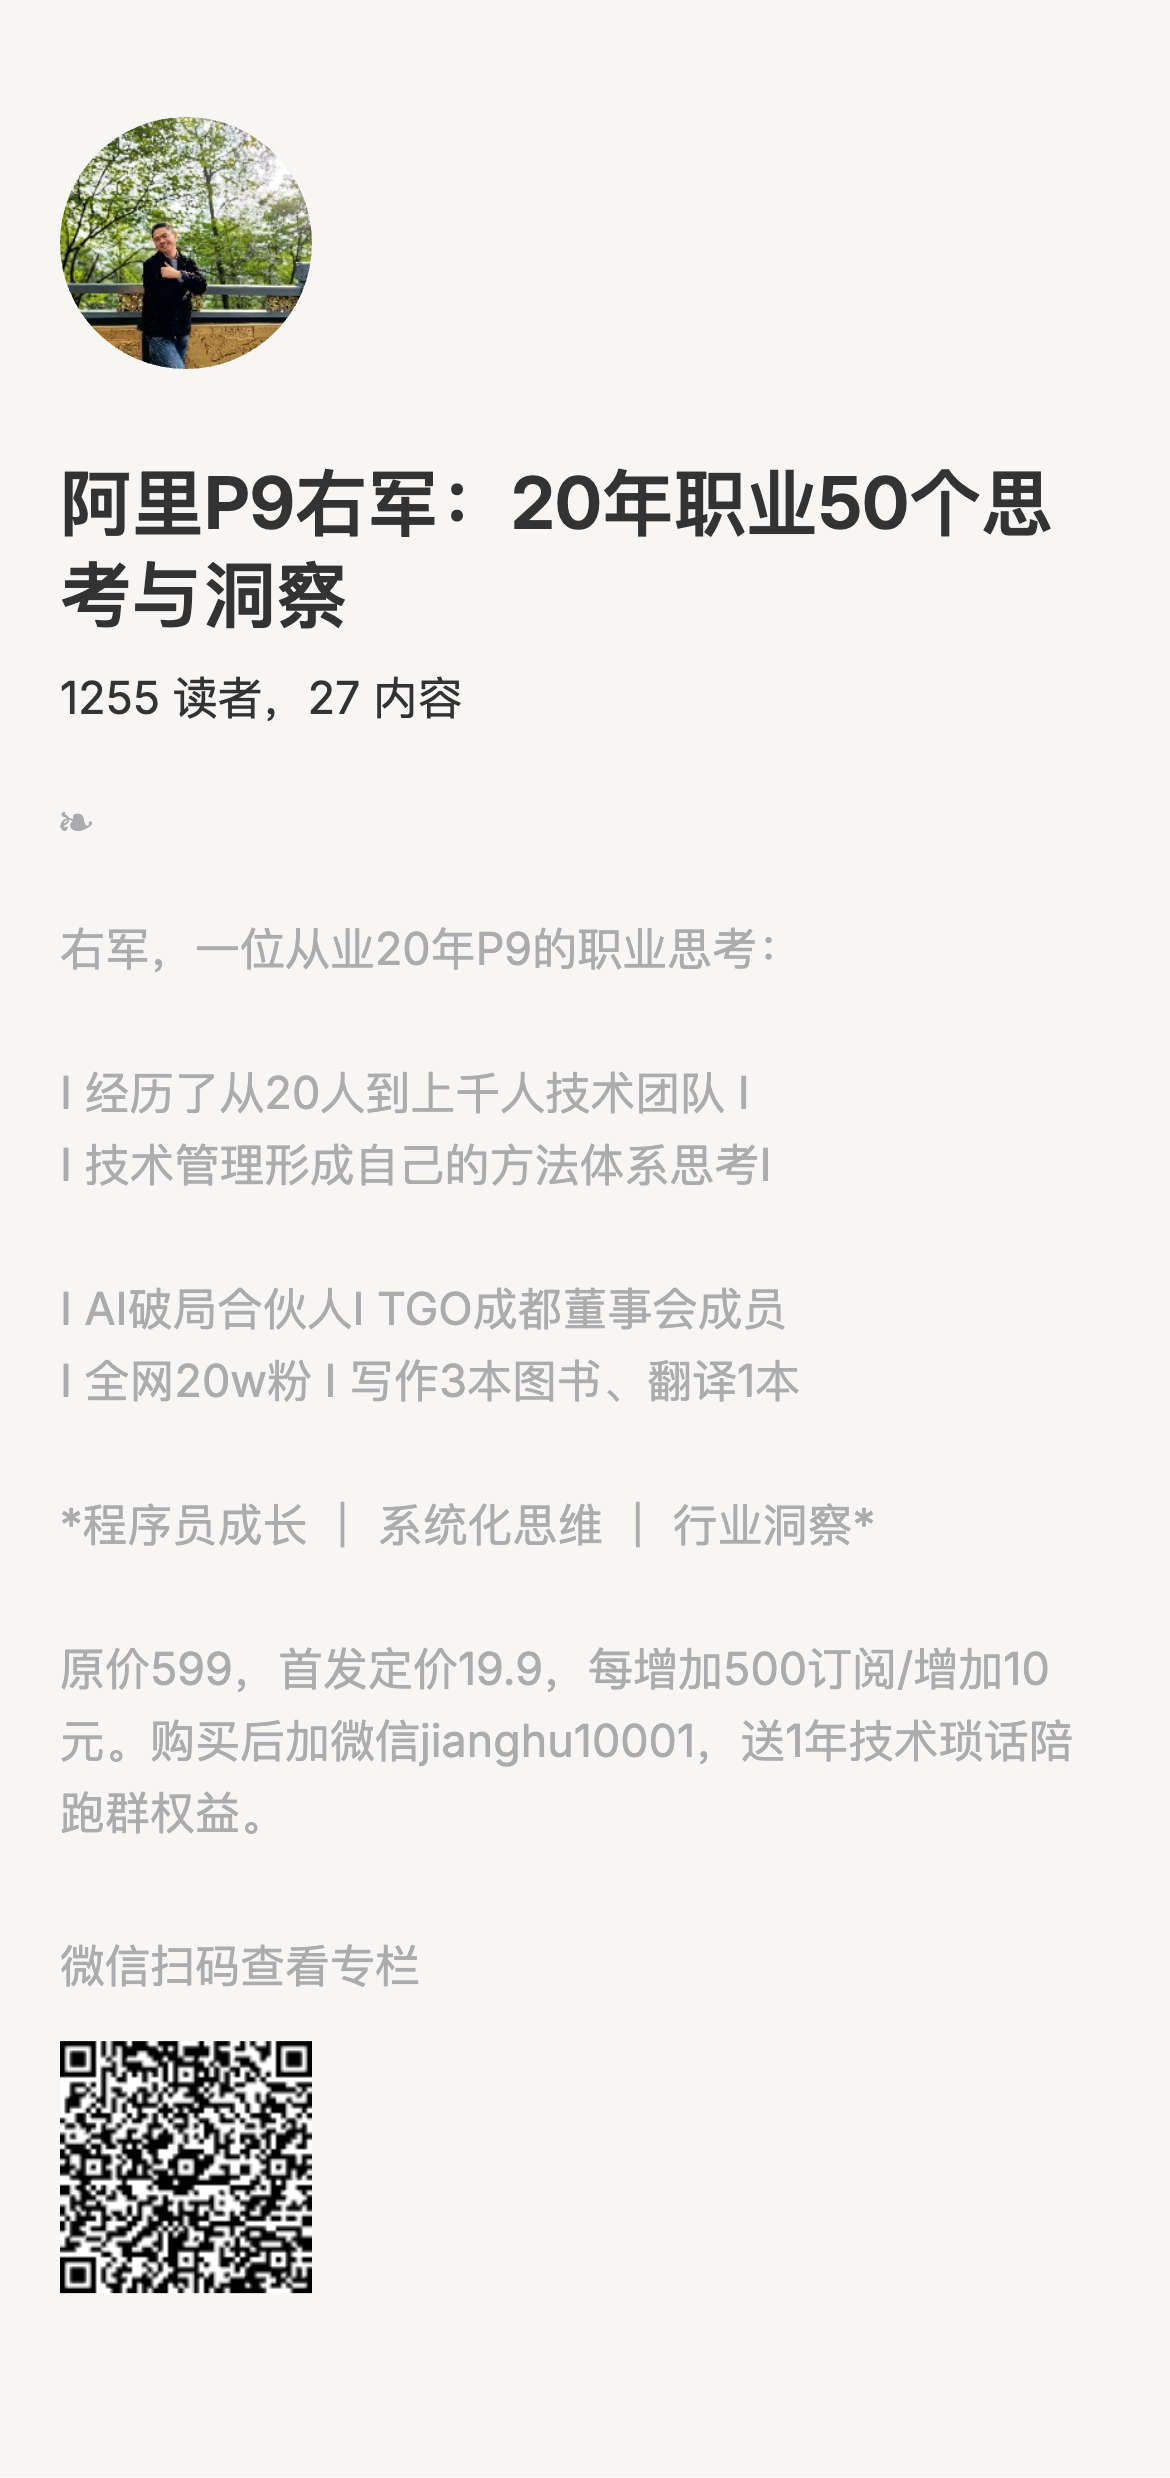 阿里P9右军：20年职业50个思
考与洞察
1255 读者，27 内容
❧
右军，一位从业20年P9的职业思考：
I 经历了从20人到上千人技术团队 I
I 技术管理形成自己的方法体系思考I
I AI破局合伙人I TGO成都董事会成员
I 全网20w粉 I 写作3本图书、翻译1本
*程序员成长 ｜ 系统化思维 ｜ 行业洞察*
原价599，首发定价19.9，每增加500订阅/增加10
元。购买后加微信jianghu10001，送1年技术琐话陪
跑群权益。
微信扫码查看专栏